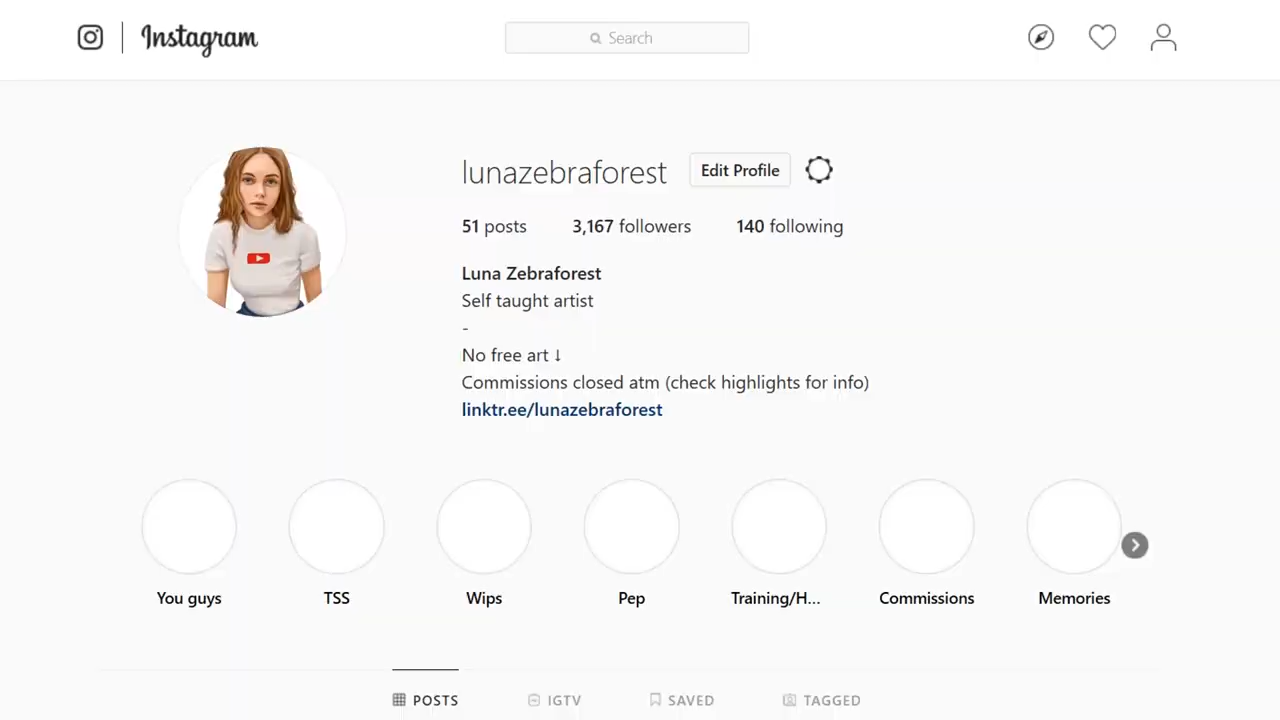 Instagram
Search
lunazebraforest Edit Profile
51 posts 3,167 followers 140 following
Luna Zebraforest
Self taught artist
-
No free art ↓
Commissions closed atm (check highlights for info)
linktr.ee/lunazebraforest
You guys TSS Wips Pep Training/H... Commissions Memories
POSTS IGTV SAVED TAGGED